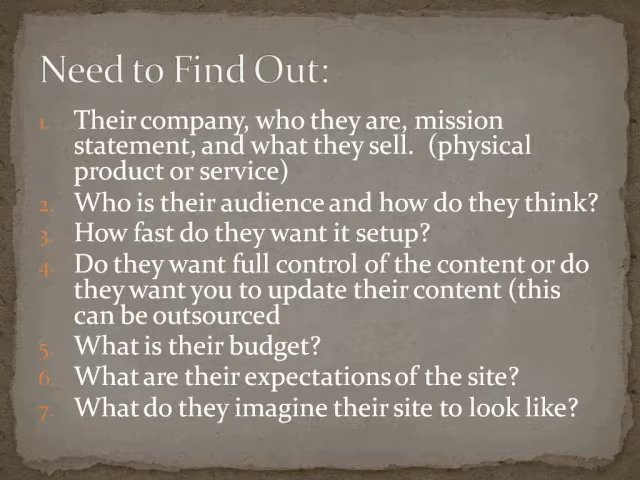 Need to Find Out:
1. Their company, who they are, mission
statement, and what they sell.  (physical
product or service)
2. Who is their audience and how do they think?
3. How fast do they want it setup?
4. Do they want full control of the content or do
they want you to update their content (this
can be outsourced
5. What is their budget?
6. What are their expectations of the site?
7. What do they imagine their site to look like?